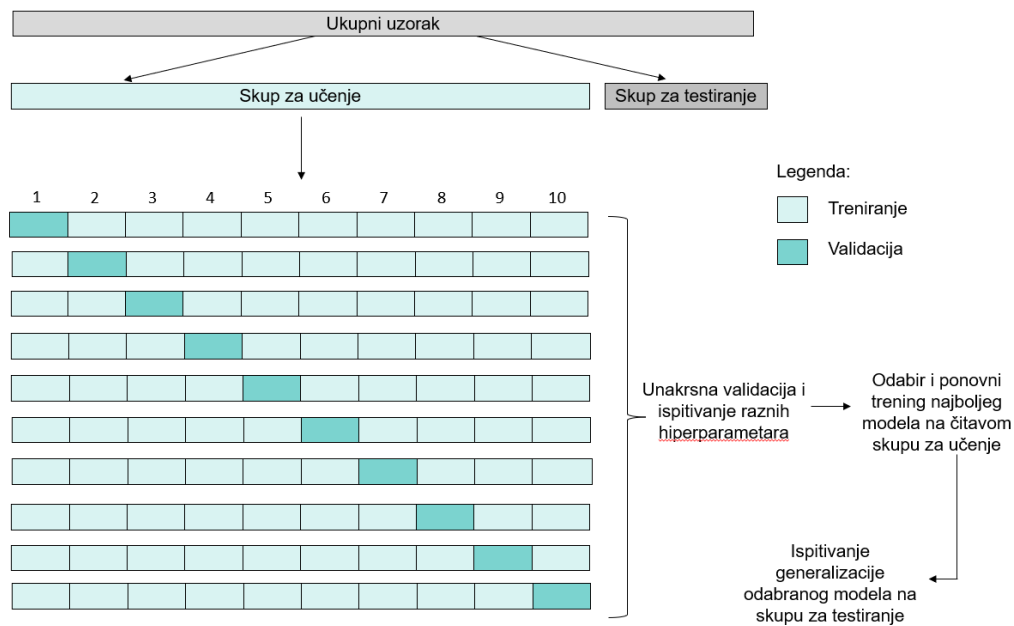 Ukupni uzorak
Skup za učenje
Skup za testiranje
Legenda:
Treniranje
Validacija
1 2 3 4 5 6 7 8 9 10
Unakrsna validacija i
ispitivanje raznih
hiperparametara
Odabir i ponovni
trening najboljeg
modela na čitavom
skupu za učenje
Ispitivanje
generalizacije
odabranog modela na
skupu za testiranje